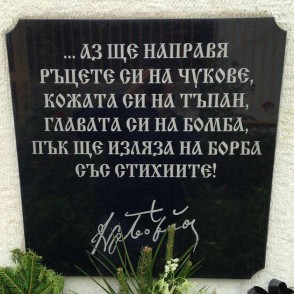 ... АЗ ЩЕ НАПРАВЯ
РЪЦЕТЕ СИ НА ЧУКОВЕ,
КОЖАТА СИ НА ТЪПАН,
ГЛАВАТА СИ НА БОМБА,
ПЪК ЩЕ ИЗЛЯЗА НА БОРБА
СЪС СТИХИИТЕ!